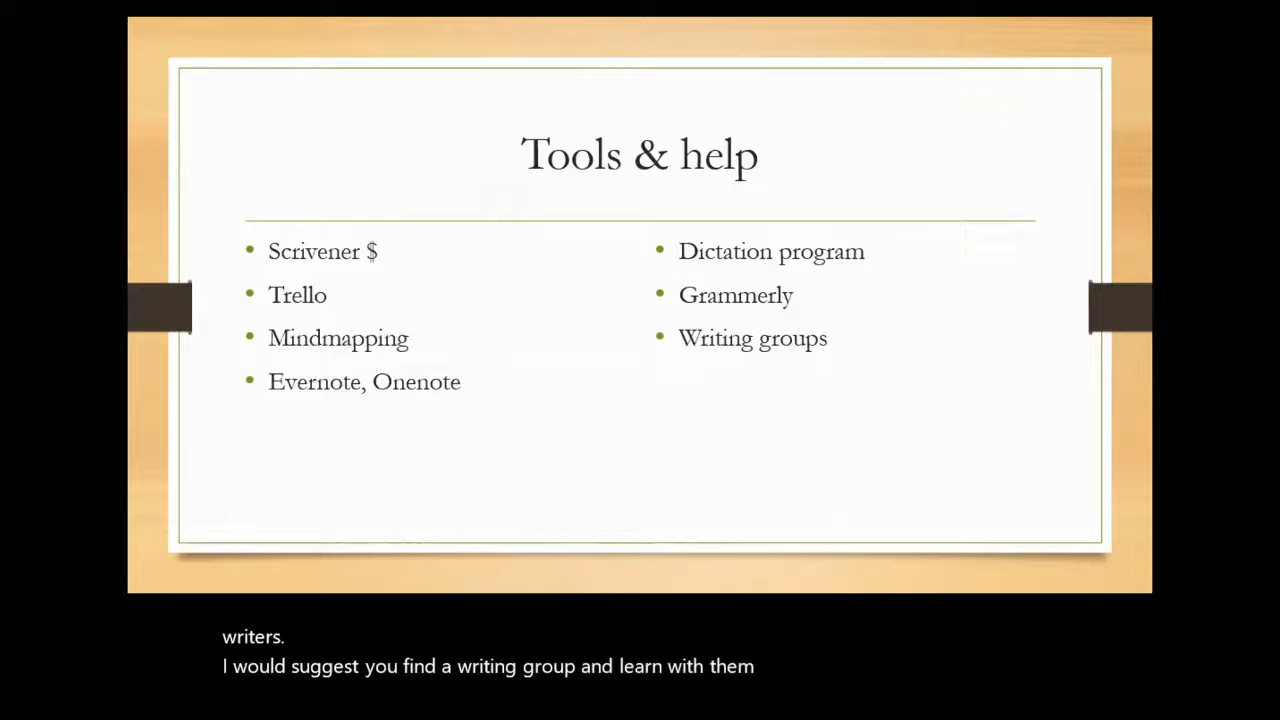 Tools & help
Scrivener $
Trello
Mindmapping
Evernote, Onenote
Dictation program
Grammerly
Writing groups
writers.
I would suggest you find a writing group and learn with them